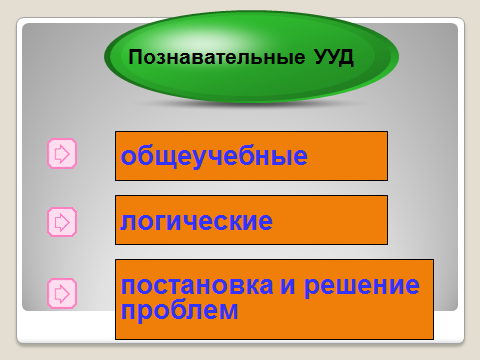 Познавательные УУД
общеучебные
логические
постановка и решение
проблем